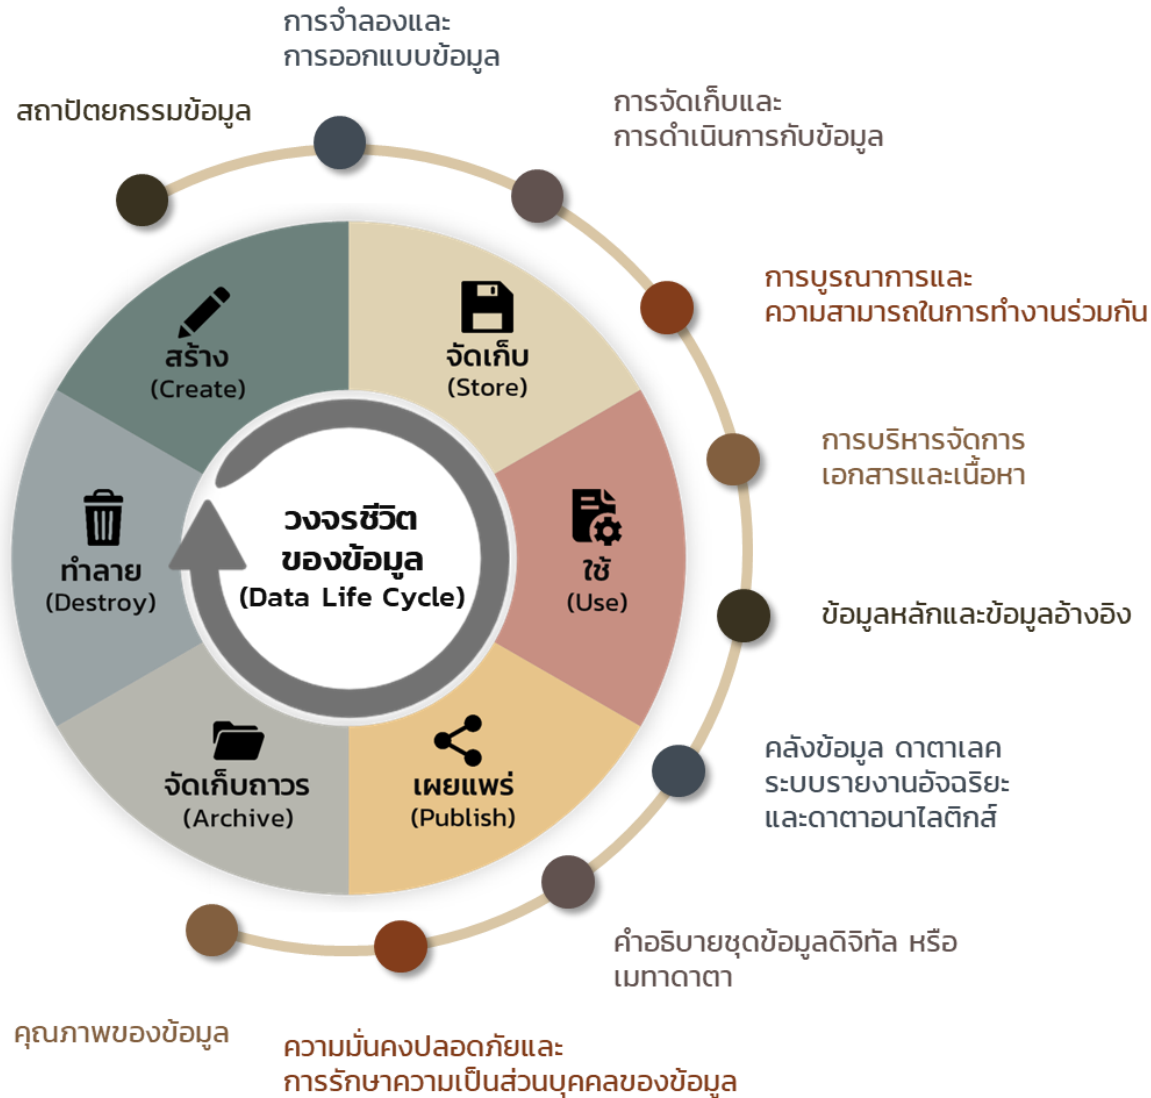 การจำลองและ
การออกแบบข้อมูล
สถาปัตยกรรมข้อมูล
การจัดเก็บและ
การดำเนินการกับข้อมูล
การบูรณาการและ
ความสามารถในการทำงานร่วมกัน
การบริหารจัดการ
เอกสารและเนื้อหา
ข้อมูลหลักและข้อมูลอ้างอิง
คลังข้อมูล ดาตาเลค
ระบบรายงานอัจฉริยะ
และดาตาอนาไลติกส์
คำอธิบายชุดข้อมูลดิจิทัล หรือ
เมทาดาตา
ความมั่นคงปลอดภัยและ
การรักษาความเป็นส่วนบุคคลของข้อมูล
คุณภาพของข้อมูล
สร้าง
(Create)
จัดเก็บ
(Store)
ใช้
(Use)
เผยแพร่
(Publish)
จัดเก็บถาวร
(Archive)
ทำลาย
(Destroy)
วงจรชีวิต
ของข้อมูล
(Data Life Cycle)